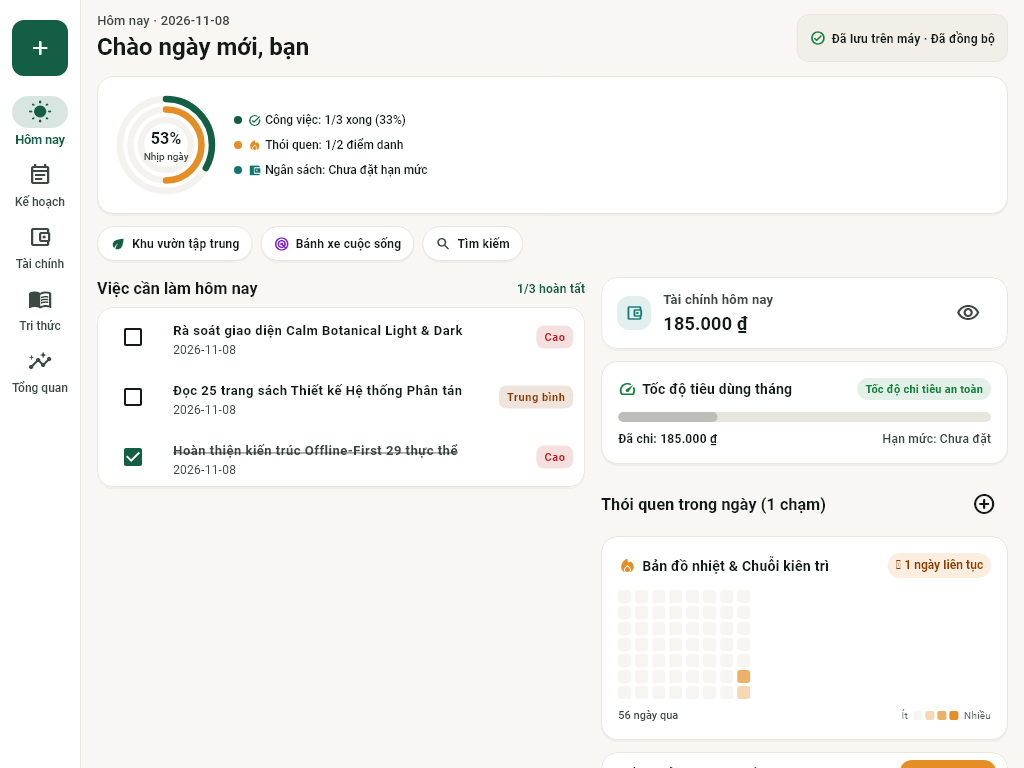 Hôm nay · 2026-11-08
Chào ngày mới, bạn
Đã lưu trên máy · Đã đồng bộ
+
Hôm nay
Kế hoạch
Tài chính
Tri thức
Tổng quan
53%
Nhịp ngày
Công việc: 1/3 xong (33%)
Thói quen: 1/2 điểm danh
Ngân sách: Chưa đặt hạn mức
Khu vườn tập trung
Bánh xe cuộc sống
Tìm kiếm
Việc cần làm hôm nay
1/3 hoàn tất
Rà soát giao diện Calm Botanical Light & Dark
2026-11-08
Cao
Đọc 25 trang sách Thiết kế Hệ thống Phân tán
2026-11-08
Trung bình
Hoàn thiện kiến trúc Offline-First 29 thực thể
2026-11-08
Cao
Tài chính hôm nay
185.000 ₫
Tốc độ tiêu dùng tháng
Tốc độ chi tiêu an toàn
Đã chi: 185.000 ₫
Hạn mức: Chưa đặt
Thói quen trong ngày (1 chạm)
Bản đồ nhiệt & Chuỗi kiên trì
1 ngày liên tục
56 ngày qua
Ít
Nhiều